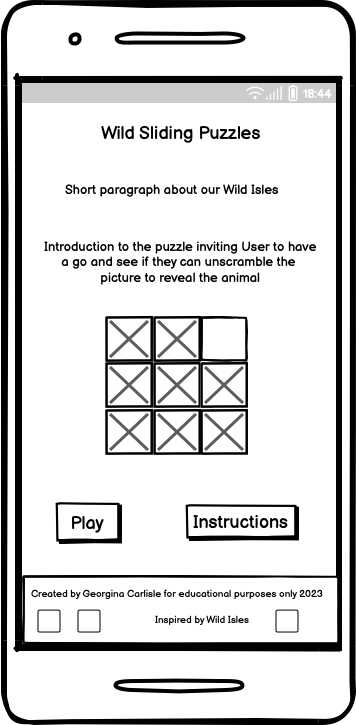 18:44
Wild Sliding Puzzles
Short paragraph about our Wild Isles
Introduction to the puzzle inviting User to have
a go and see if they can unscramble the
picture to reveal the animal
Play
Instructions
Created by Georgina Carlisle for educational purposes only 2023
Inspired by Wild Isles